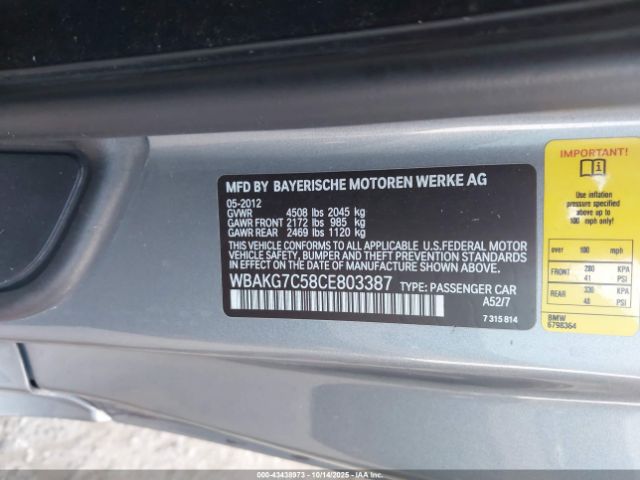 MFD BY BAYERISCHE MOTOREN WERKE AG
05-2012
GVWR 4508 lbs 2045 kg
GAWR FRONT 2172 lbs 985 kg
GAWR REAR 2469 lbs 1120 kg
THIS VEHICLE CONFORMS TO ALL APPLICABLE U.S.FEDERAL MOTOR
VEHICLE SAFETY, BUMPER, AND THEFT PREVENTION
STANDARDS IN EFFECT ON THE
DATE OF MANUFACTURE SHOWN ABOVE.
WBAKG7C58CE803387 TYPE: PASSENGER CAR
A52/7
7 315 814
IMPORTANT!
Use inflation
pressure specified
above for up to
100 mph only!
over 100 mph
FRONT 280 KPA
41 PSI
REAR 330 KPA
48 PSI
BMW
6798364
000-43438973 - 10/14/2025 - IAAI.COM